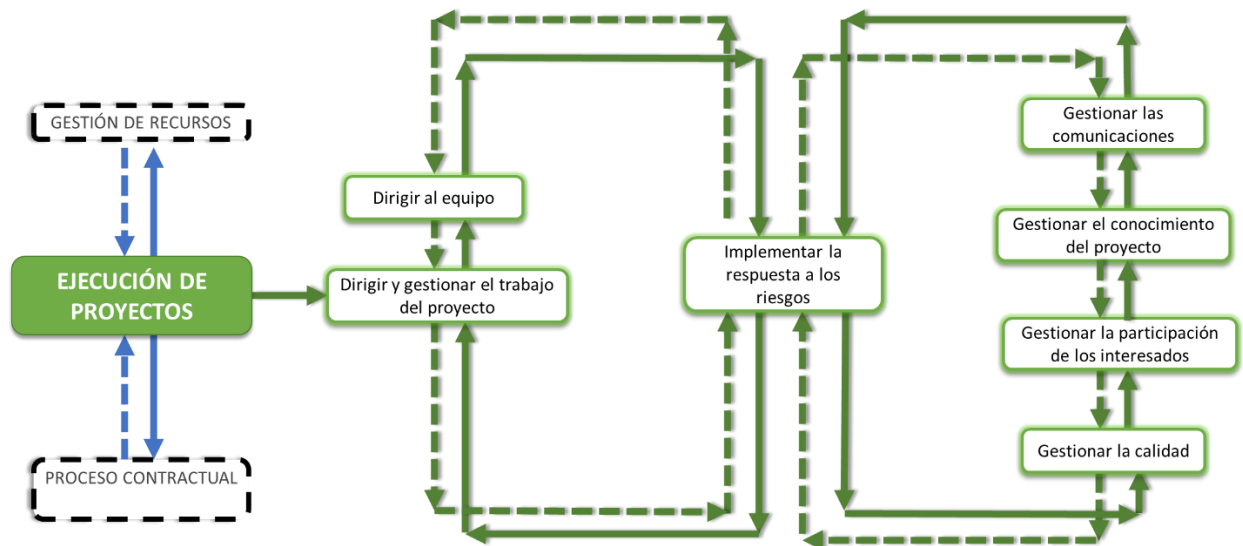 GESTIÓN DE RECURSOS
EJECUCIÓN DE
PROYECTOS
PROCESO CONTRACTUAL
Dirigir al equipo
Dirigir y gestionar el trabajo
del proyecto
Implementar la
respuesta a los
riesgos
Gestionar las
comunicaciones
Gestionar el conocimiento
del proyecto
Gestionar la participación
de los interesados
Gestionar la calidad